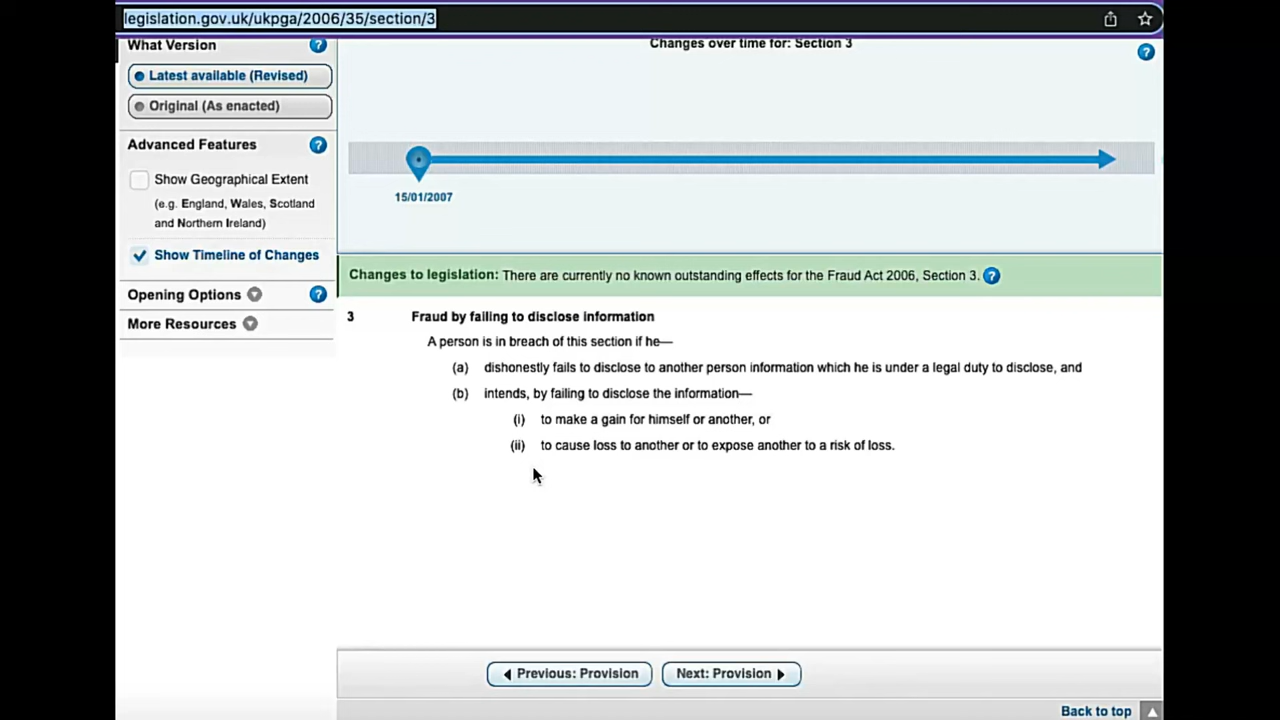 legislation.gov.uk/ukpga/2006/35/section/3
What Version ?
Latest available (Revised)
Original (As enacted)
Advanced Features ?
Show Geographical Extent
(e.g. England, Wales, Scotland
and Northern Ireland)
Show Timeline of Changes
Opening Options ?
More Resources
Changes over time for: Section 3
?
15/01/2007
Changes to legislation: There are currently no known outstanding effects for the Fraud Act 2006, Section 3. ?
3 Fraud by failing to disclose information
A person is in breach of this section if he—
(a) dishonestly fails to disclose to another person information which he is under a legal duty to disclose, and
(b) intends, by failing to disclose the information—
(i) to make a gain for himself or another, or
(ii) to cause loss to another or to expose another to a risk of loss.
Previous: Provision Next: Provision
Back to top